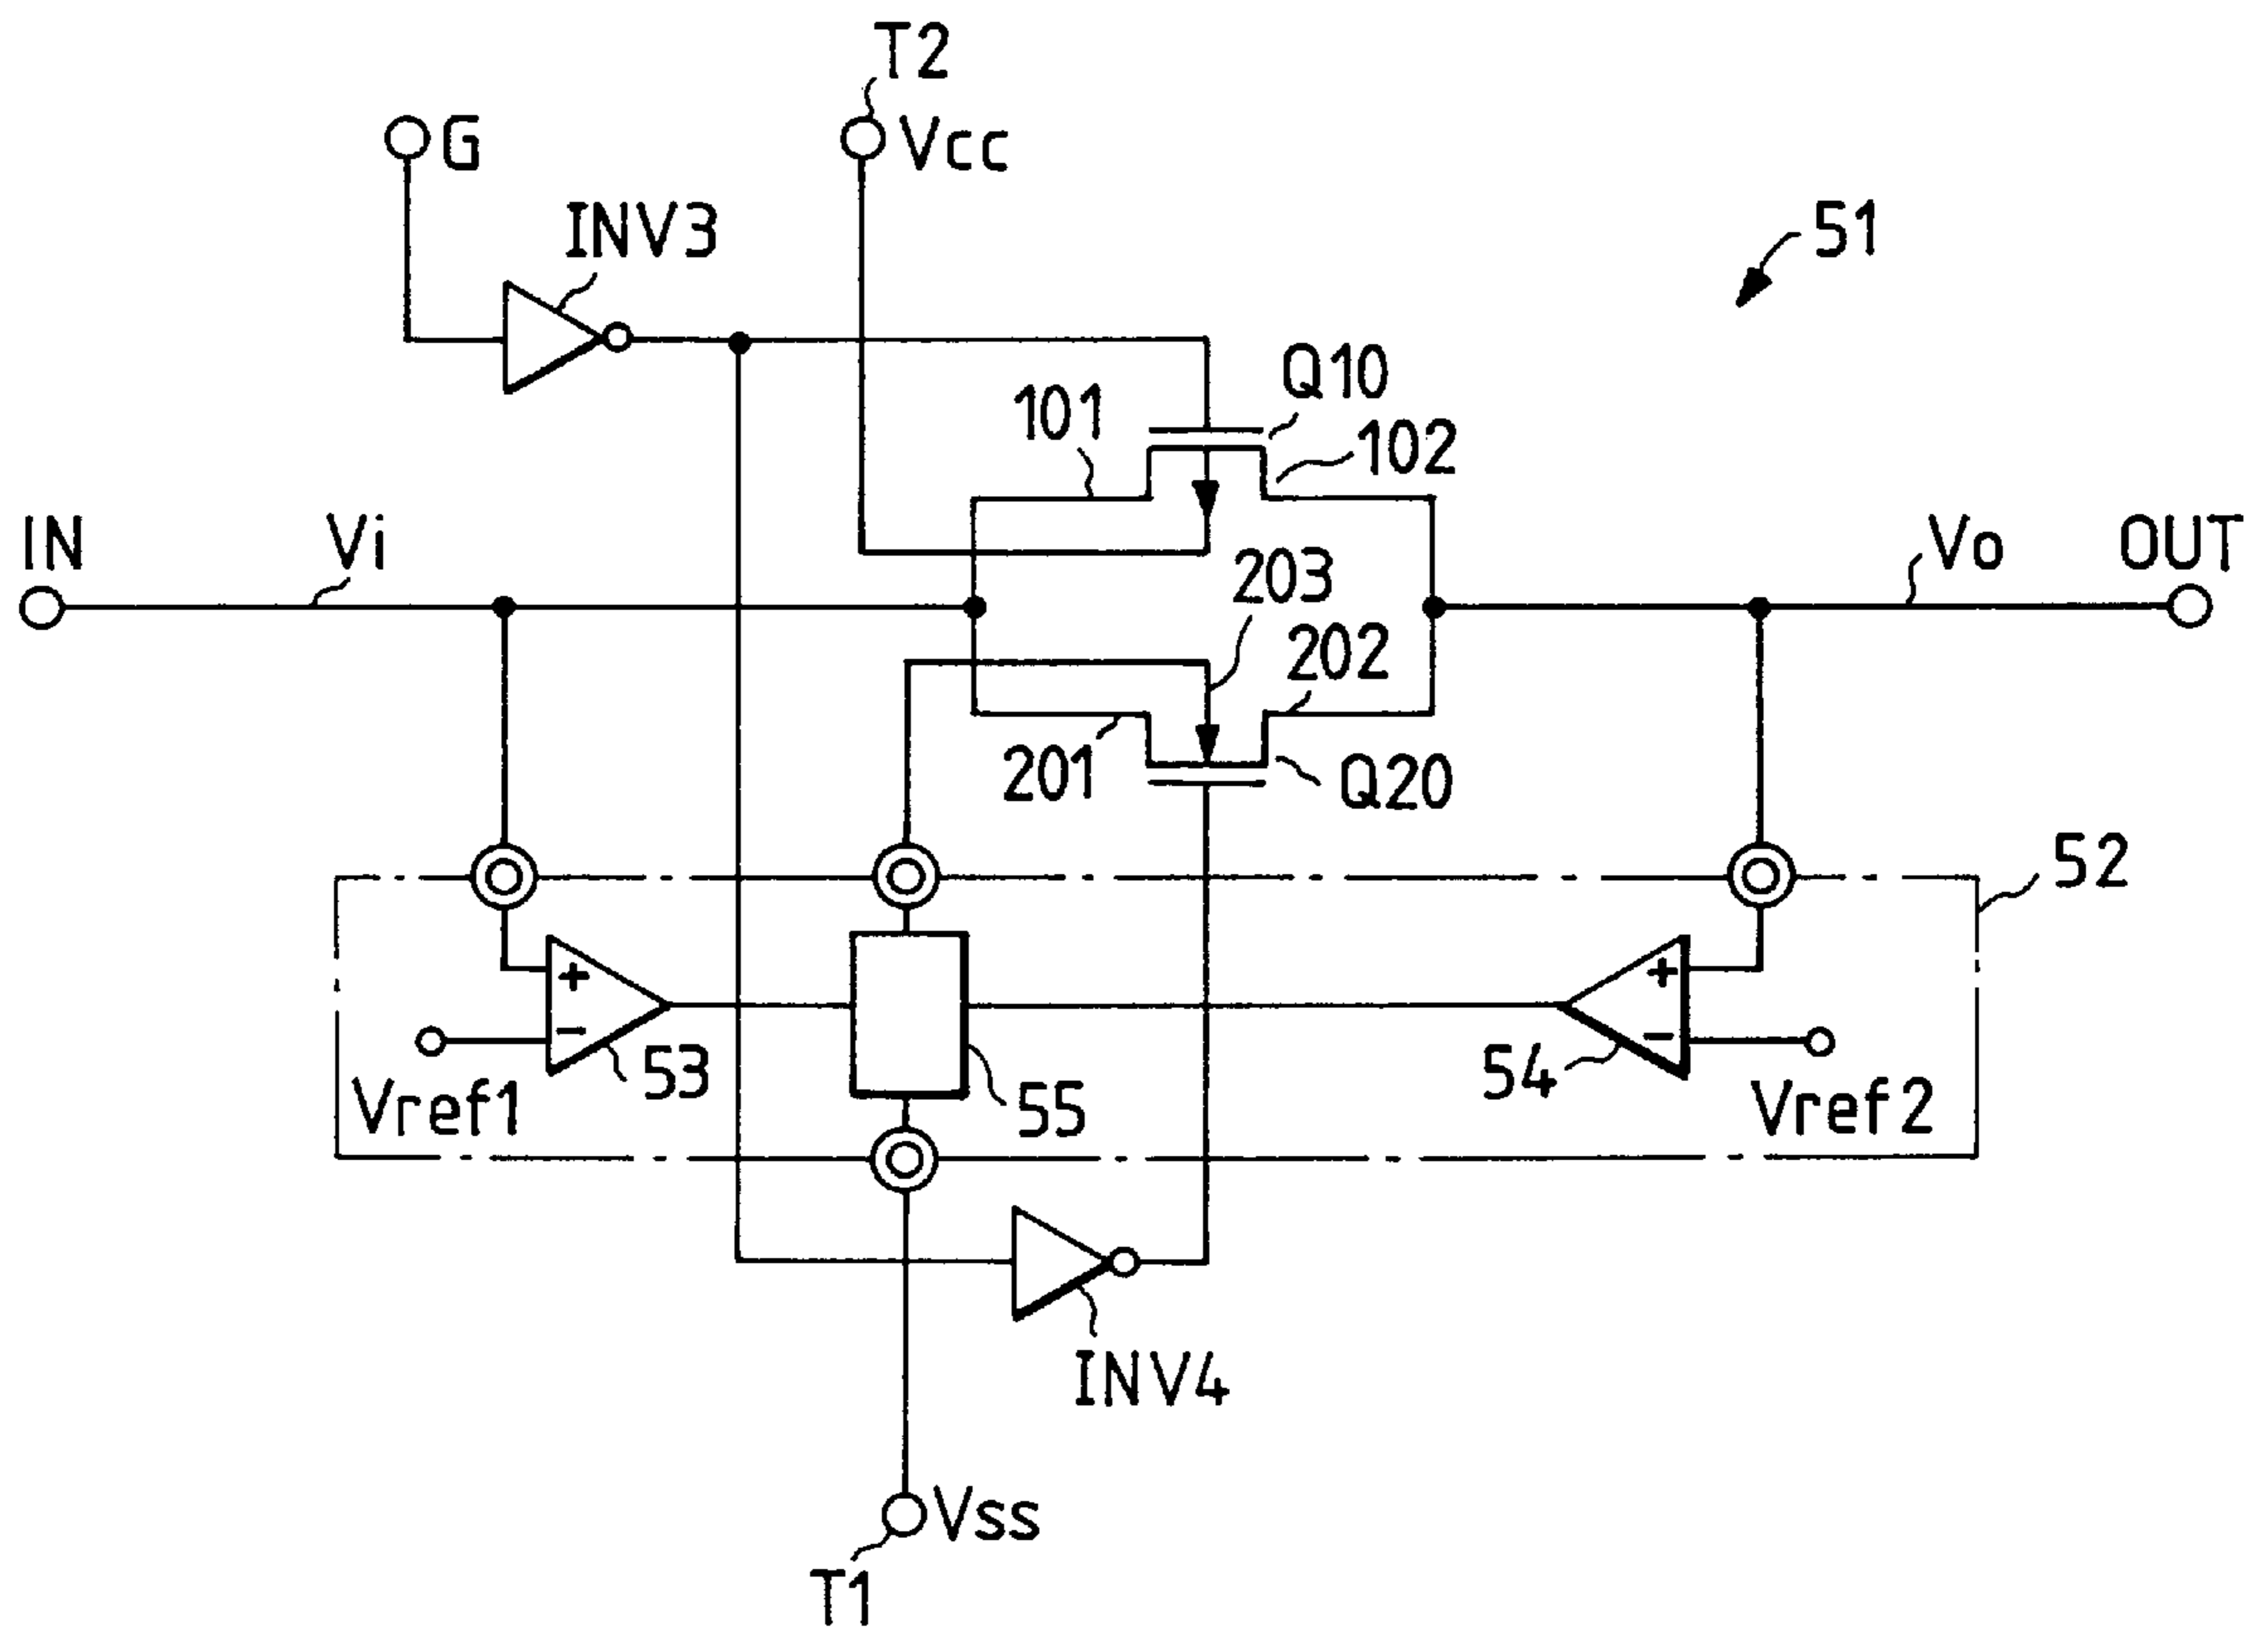 T2
G
Vcc
INV3
51
Q10
101
102
IN
Vi
203
Vo
OUT
202
201
Q20
52
+
+
-
-
53
54
Vref1
55
Vref2
INV4
Vss
T1